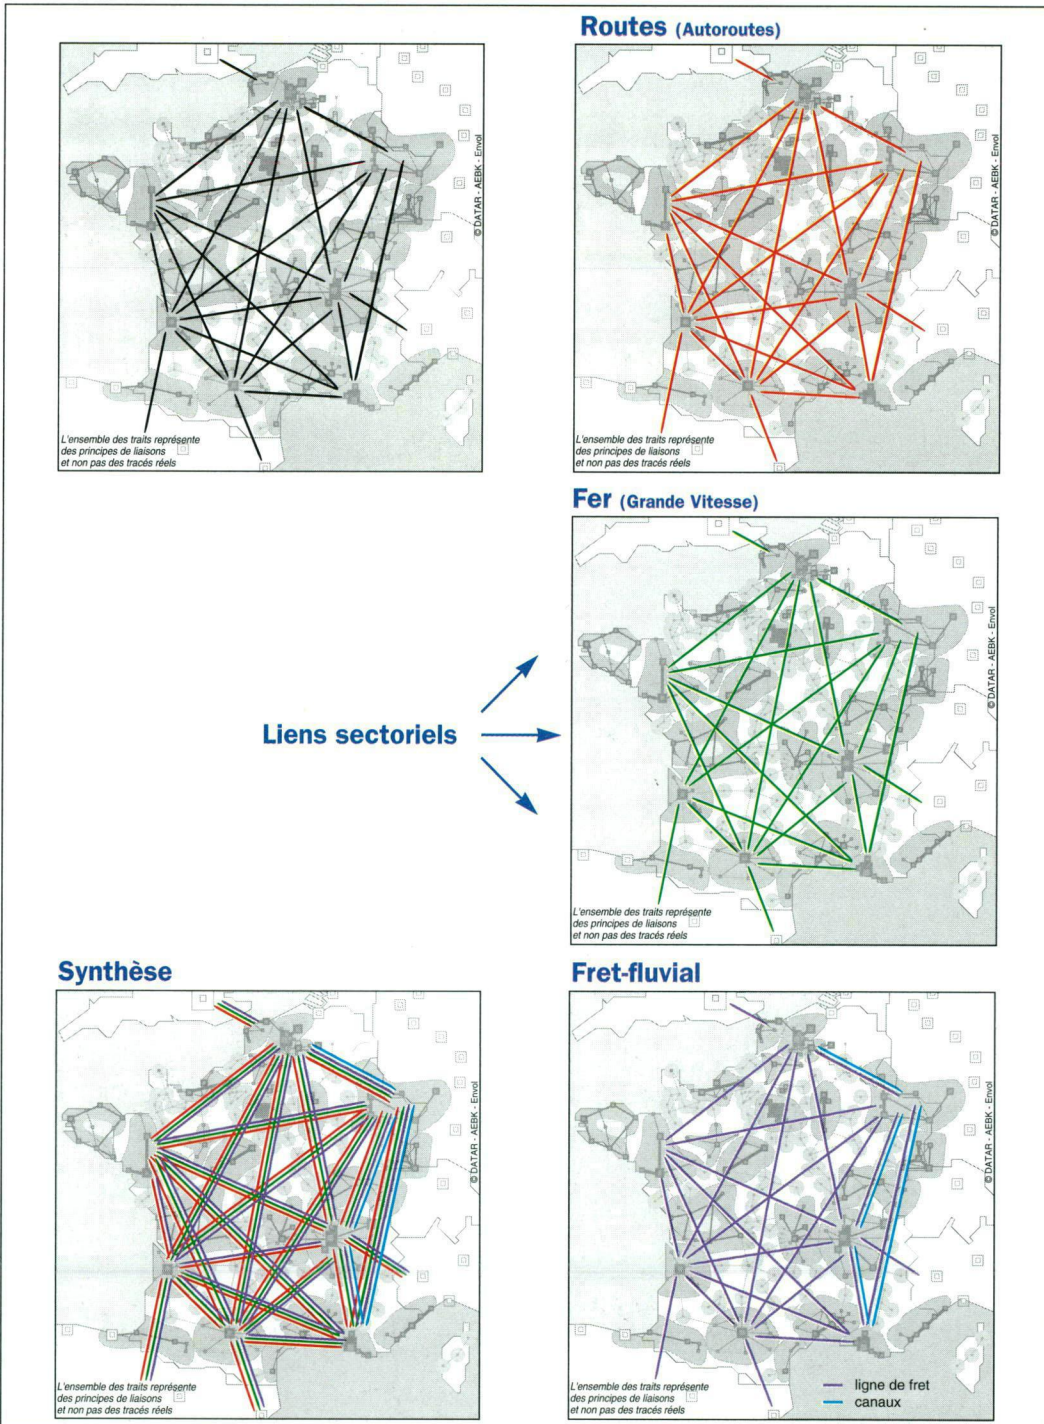 Routes (Autoroutes)
© DATAR - AEBK - Envol
L'ensemble des traits représente
des principes de liaisons
et non pas des tracés réels
© DATAR - AEBK - Envol
L'ensemble des traits représente
des principes de liaisons
et non pas des tracés réels
Fer (Grande Vitesse)
© DATAR - AEBK - Envol
L'ensemble des traits représente
des principes de liaisons
et non pas des tracés réels
Liens sectoriels
Synthèse
© DATAR - AEBK - Envol
L'ensemble des traits représente
des principes de liaisons
et non pas des tracés réels
Fret-fluvial
© DATAR - AEBK - Envol
L'ensemble des traits représente
des principes de liaisons
et non pas des tracés réels
ligne de fret
canaux